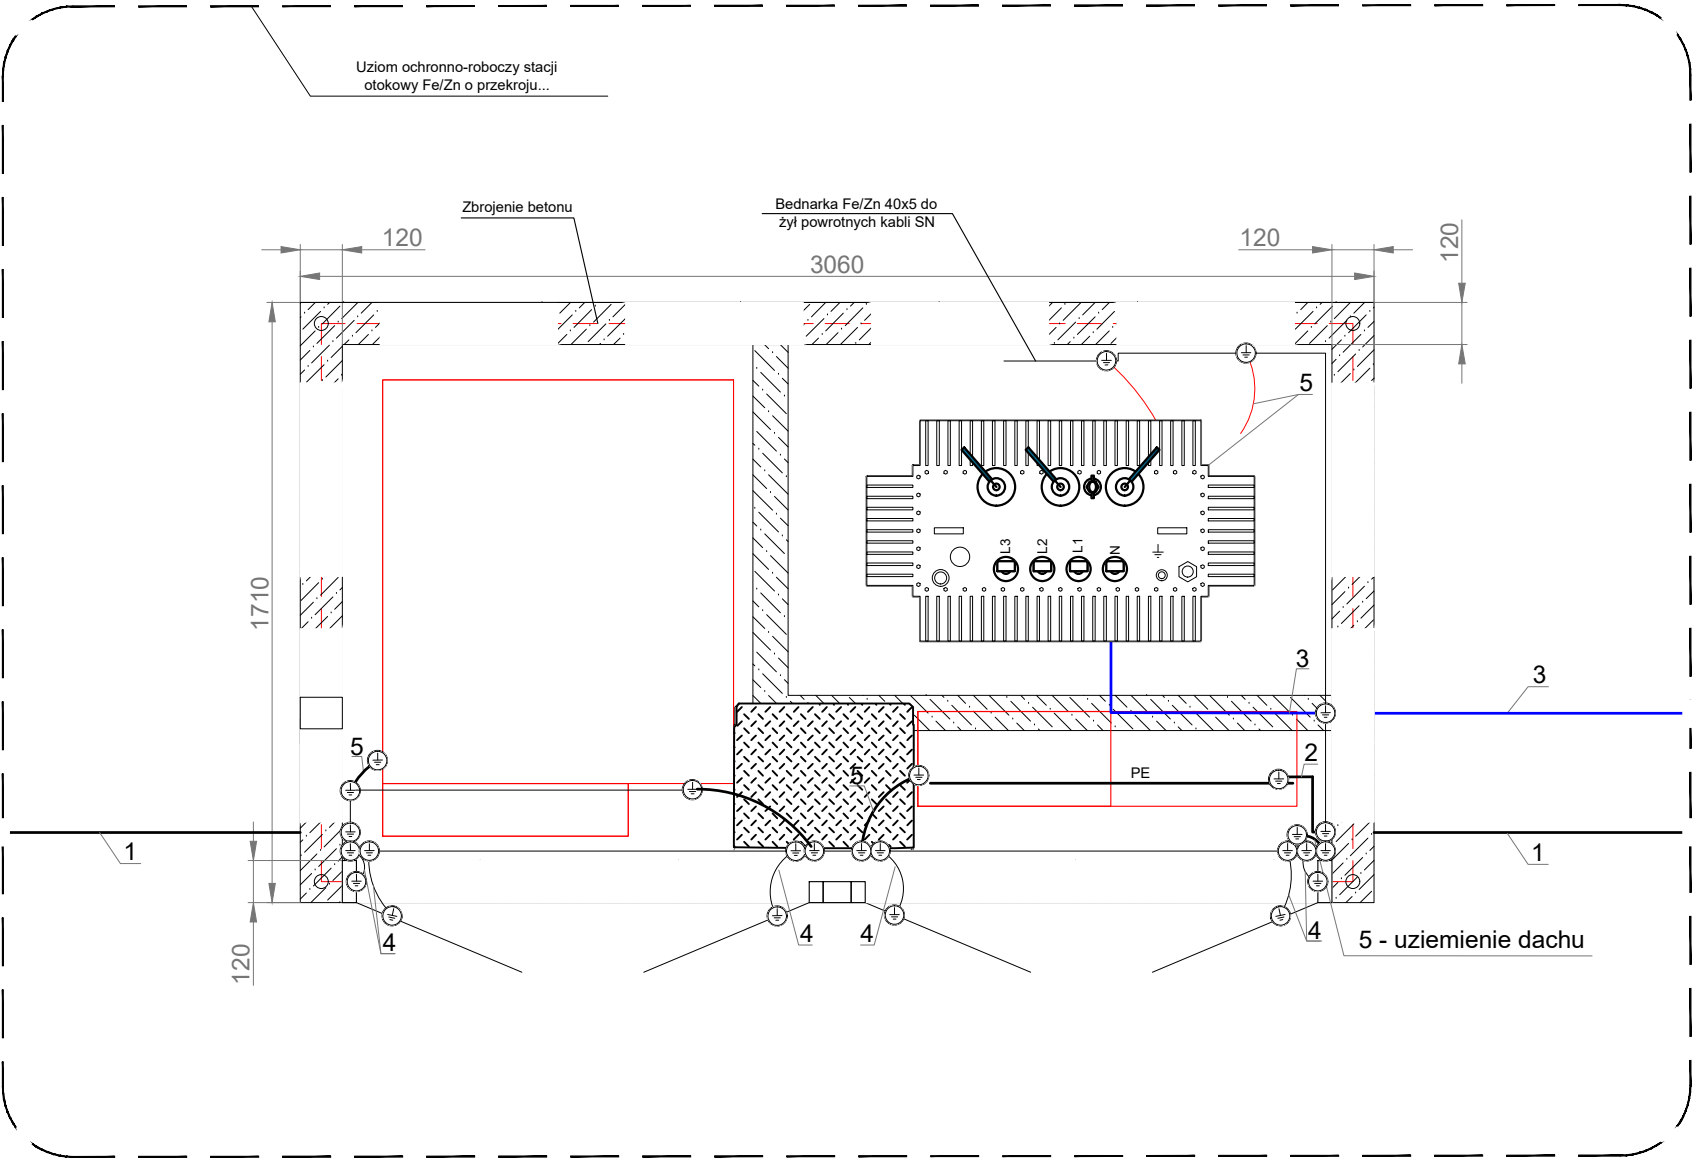 Uziom ochronno-roboczy stacji
otokowy Fe/Zn o przekroju...
Zbrojenie betonu
Bednarka Fe/Zn 40x5 do
żył powrotnych kabli SN
120
120
120
3060
5
L3
L2
L1
N
1710
3
3
5
2
5
PE
1
1
4
4
4
4
5 - uziemienie dachu
120